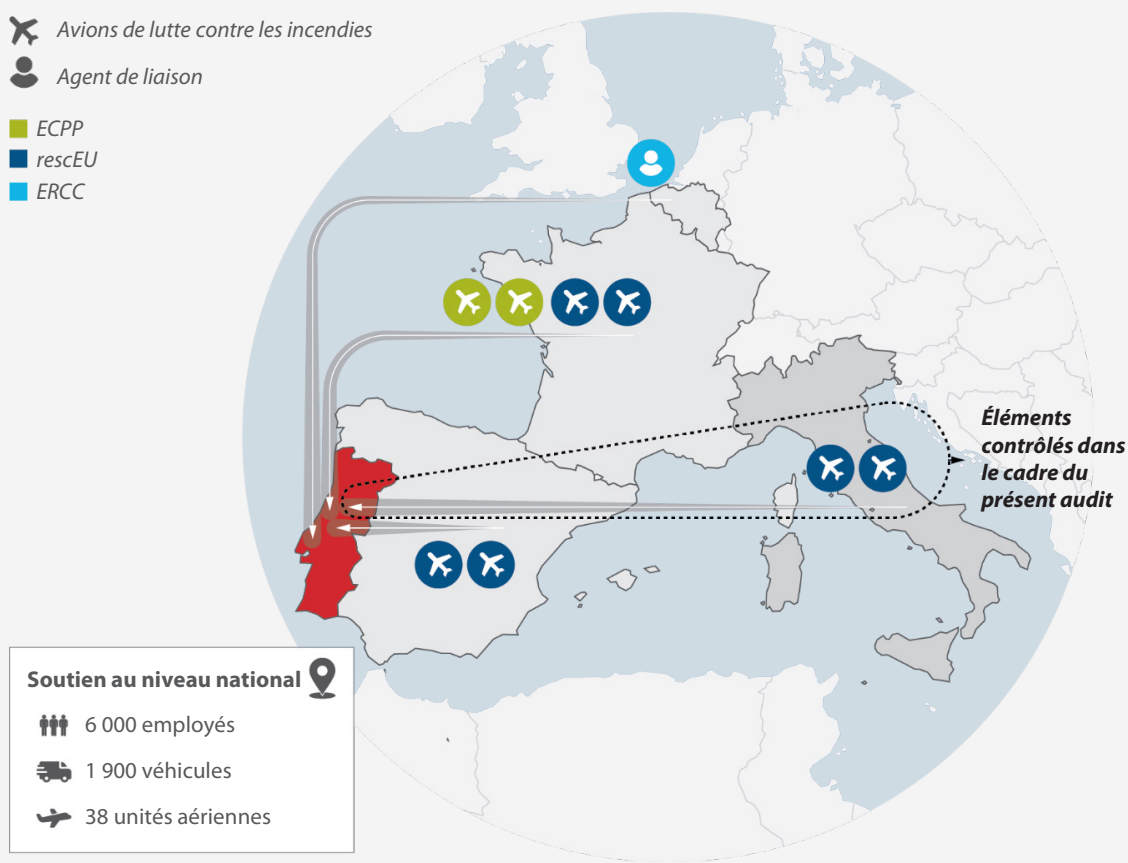 Avions de lutte contre les incendies
Agent de liaison
ECPP
rescEU
ERCC
Éléments
contrôlés dans
le cadre du
présent audit
Soutien au niveau national
6 000 employés
1 900 véhicules
38 unités aériennes